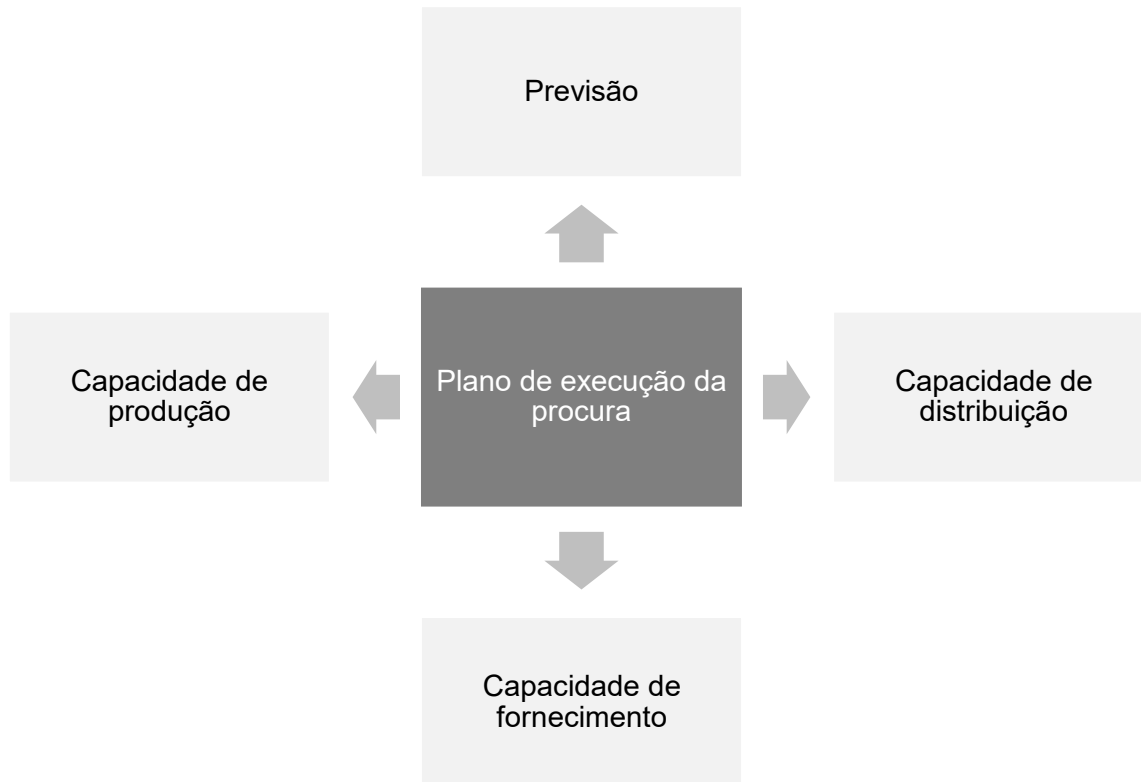 Previsão
Capacidade de
produção
Plano de execução da
procura
Capacidade de
distribuição
Capacidade de
fornecimento